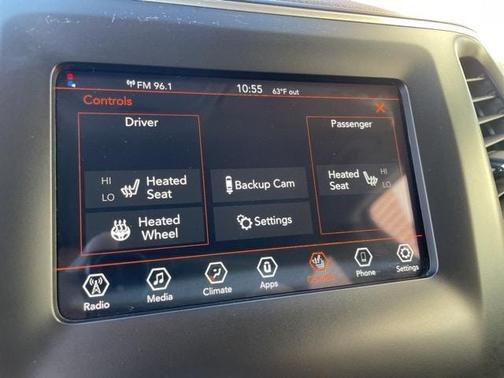 FM 96.1 10:55 63°F out
Controls X
Driver Passenger
HI LO Heated Seat
Backup Cam
Heated Seat HI LO
Heated Wheel
Settings
Radio Media Climate Apps Controls Phone Settings